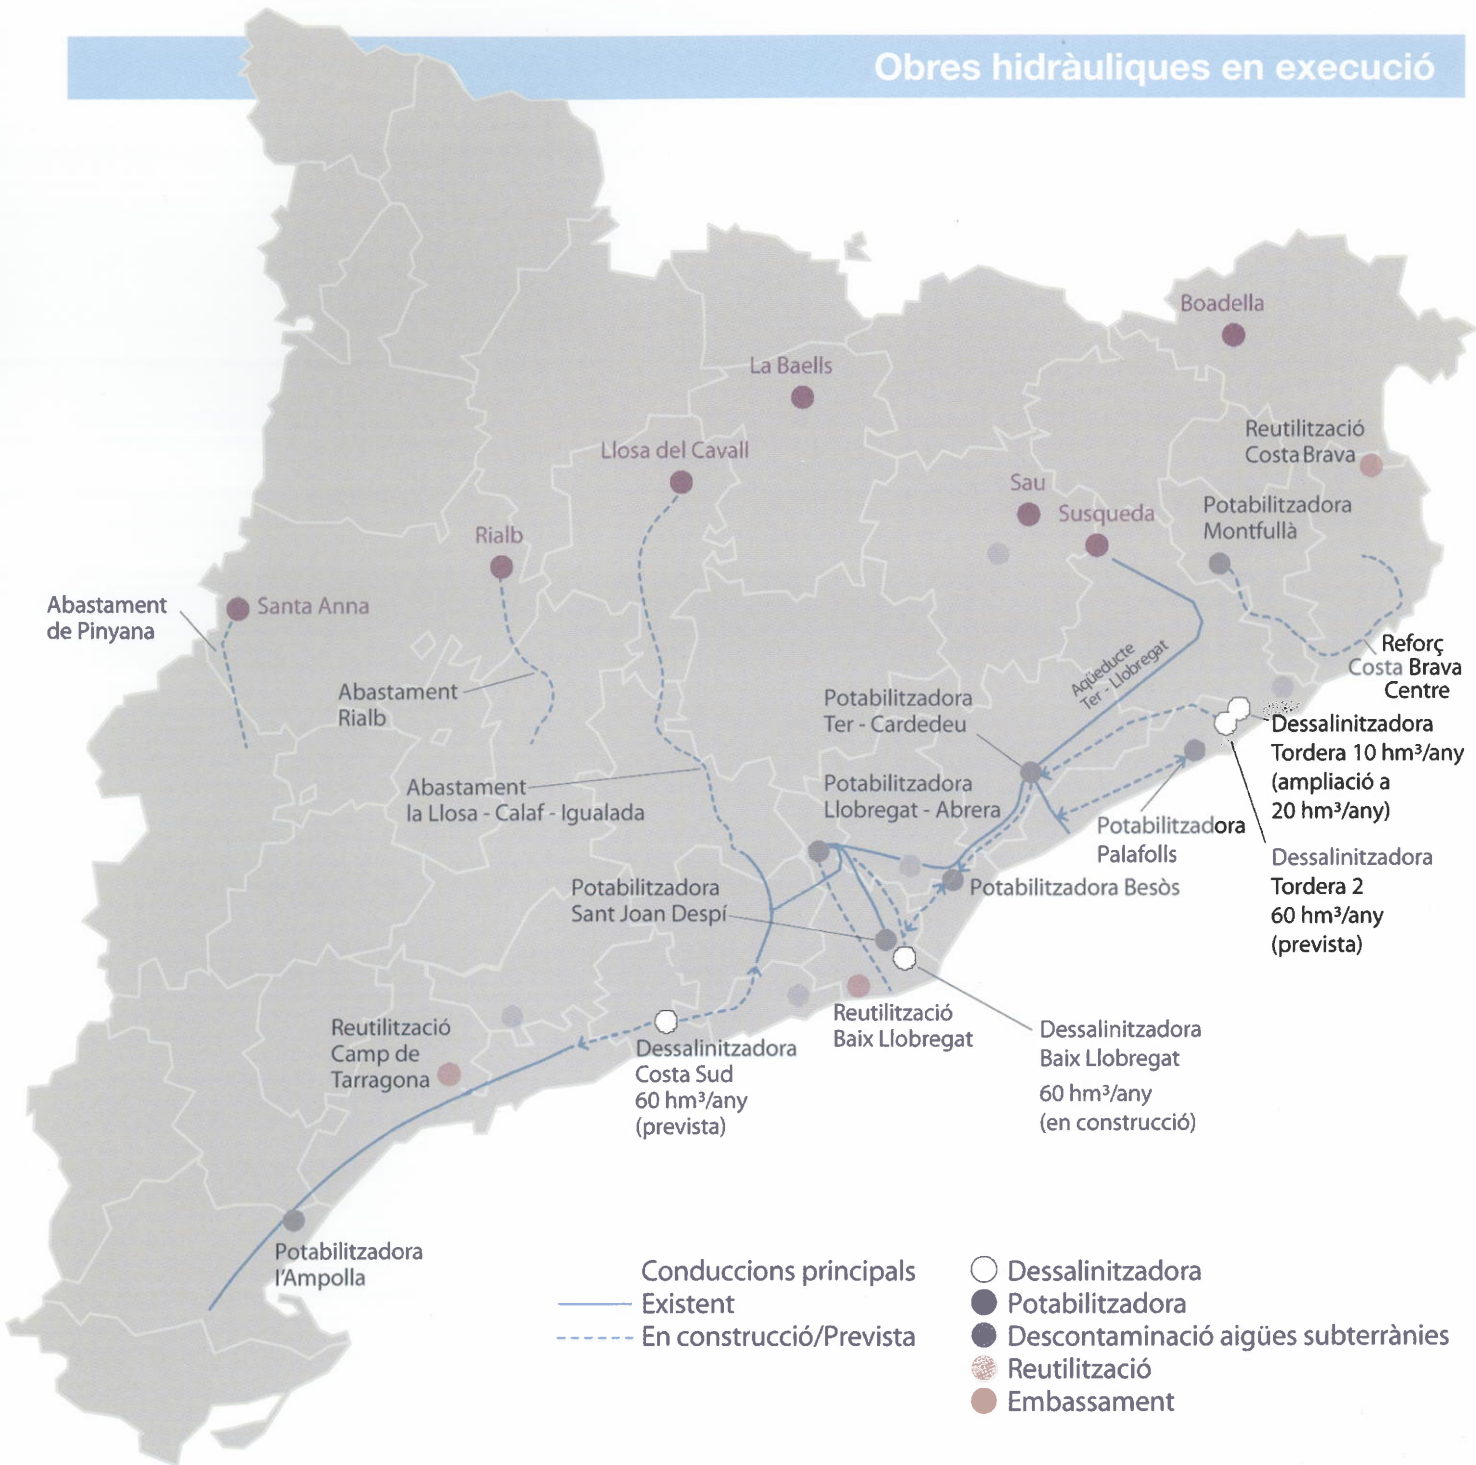 Obres hidràuliques en execució
Boadella
La Baells
Reutilització
Costa Brava
Llosa del Cavall
Sau
Susqueda
Potabilitzadora
Montfullà
Rialb
Abastament
de Pinyana
Santa Anna
Reforç
Costa Brava
Centre
Aqüeducte
Ter - Llobregat
Abastament
Rialb
Potabilitzadora
Ter - Cardedeu
Dessalinitzadora
Tordera 10 hm³/any
(ampliació a
20 hm³/any)
Abastament
la Llosa - Calaf - Igualada
Potabilitzadora
Llobregat - Abrera
Potabilitzadora
Palafolls
Dessalinitzadora
Tordera 2
60 hm³/any
(prevista)
Potabilitzadora
Sant Joan Despí
Potabilitzadora Besòs
Reutilització
Camp de
Tarragona
Reutilització
Baix Llobregat
Dessalinitzadora
Costa Sud
60 hm³/any
(prevista)
Dessalinitzadora
Baix Llobregat
60 hm³/any
(en construcció)
Potabilitzadora
l'Ampolla
Conduccions principals
Existent
En construcció/Prevista
Dessalinitzadora
Potabilitzadora
Descontaminació aigües subterrànies
Reutilització
Embassament